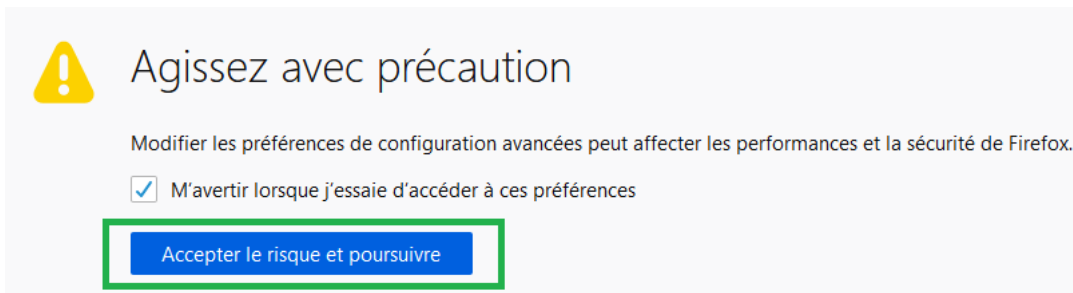 Agissez avec précaution
Modifier les préférences de configuration avancées peut affecter les performances et la sécurité de Firefox.
M’avertir lorsque j’essaie d’accéder à ces préférences
Accepter le risque et poursuivre